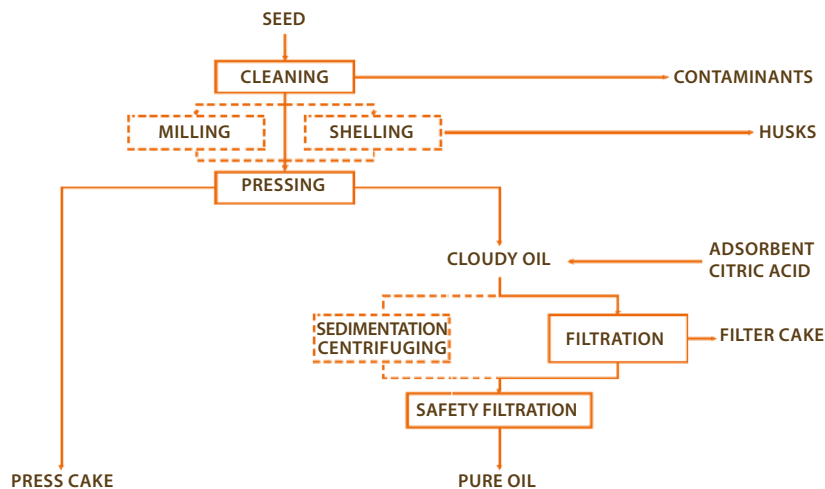 SEED
CLEANING
CONTAMINANTS
MILLING
SHELLING
HUSKS
PRESSING
CLOUDY OIL
ADSORBENT
CITRIC ACID
SEDIMENTATION
CENTRIFUGING
FILTRATION
FILTER CAKE
SAFETY FILTRATION
PRESS CAKE
PURE OIL